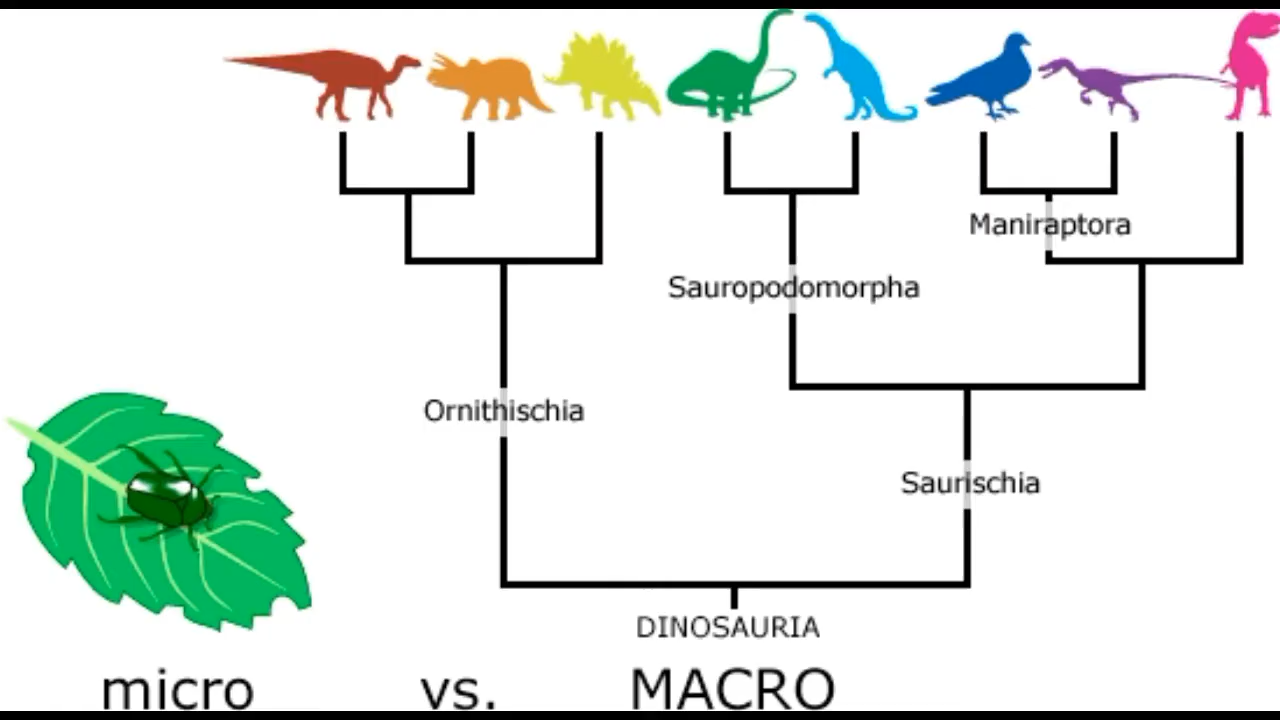 Maniraptora
Sauropodomorpha
Ornithischia
Saurischia
DINOSAURIA
micro vs. MACRO